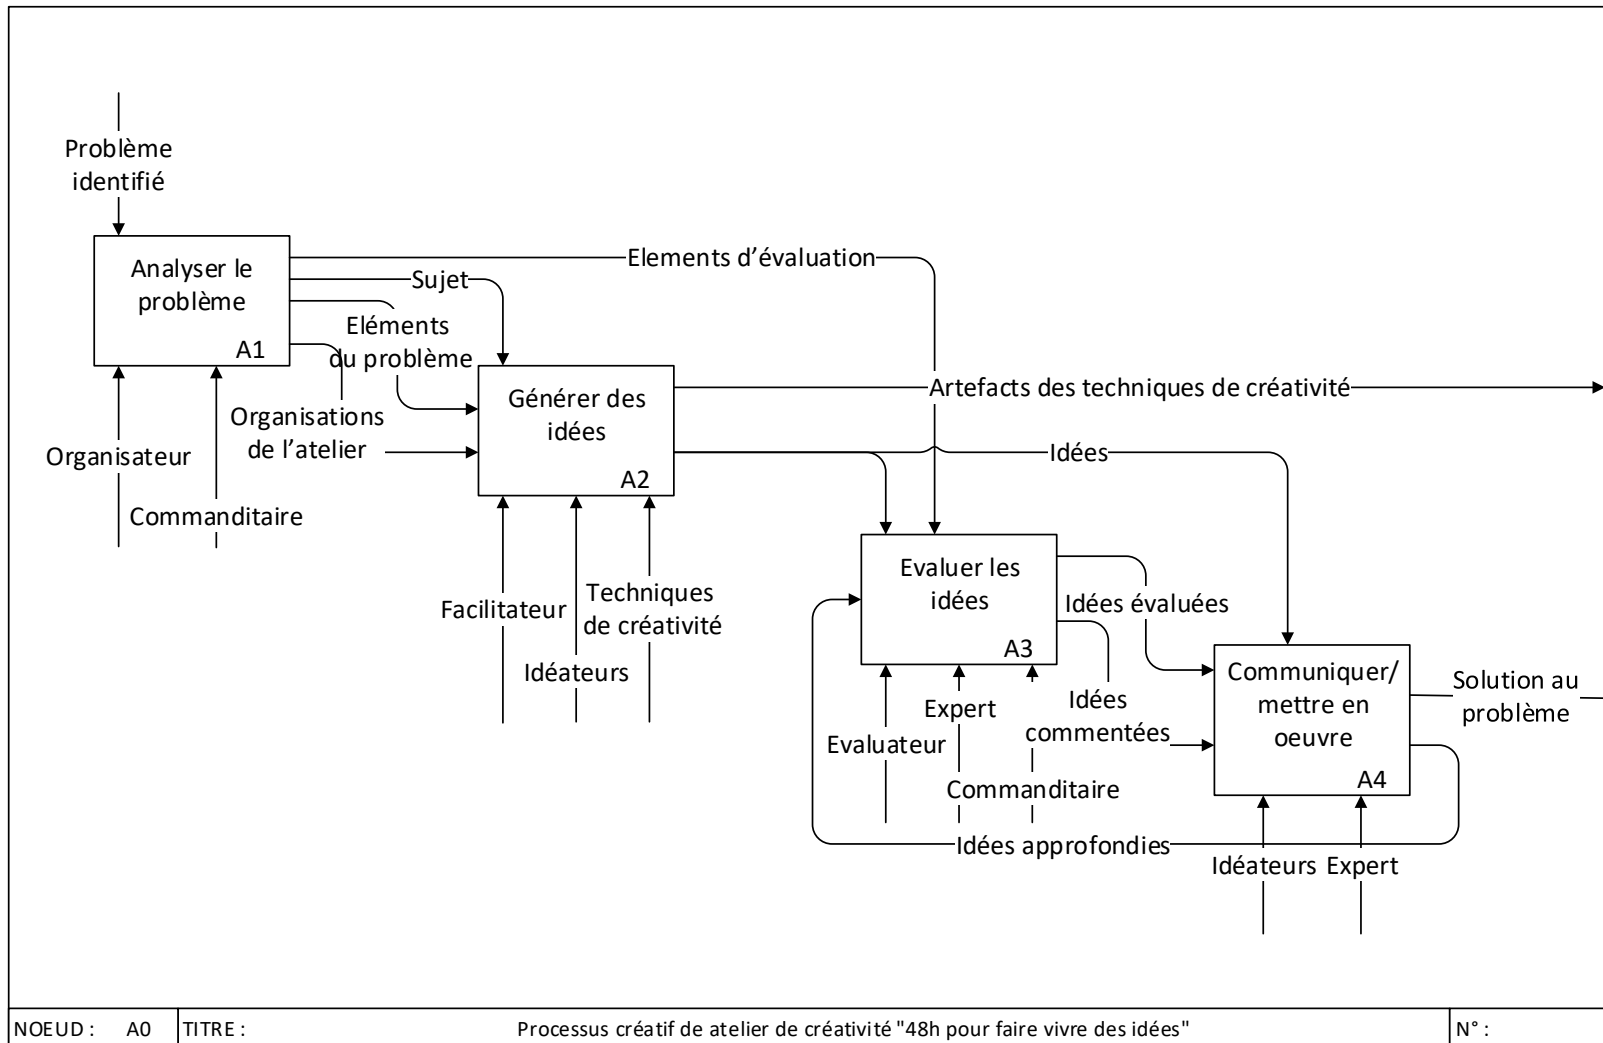 Problème
identifié
Analyser le
problème
A1
Elements d’évaluation
Sujet
Eléments
du problème
Organisations
de l’atelier
Organisateur
Commanditaire
Générer des
idées
A2
Artefacts des techniques de créativité
Idées
Facilitateur
Idéateurs
Techniques
de créativité
Evaluer les
idées
A3
Idées évaluées
Idées
commentées
Evaluateur
Expert
Commanditaire
Communiquer/
mettre en
oeuvre
A4
Solution au
problème
Idées approfondies
Idéateurs
Expert
NOEUD : A0
TITRE :
Processus créatif de atelier de créativité "48h pour faire vivre des idées"
N° :